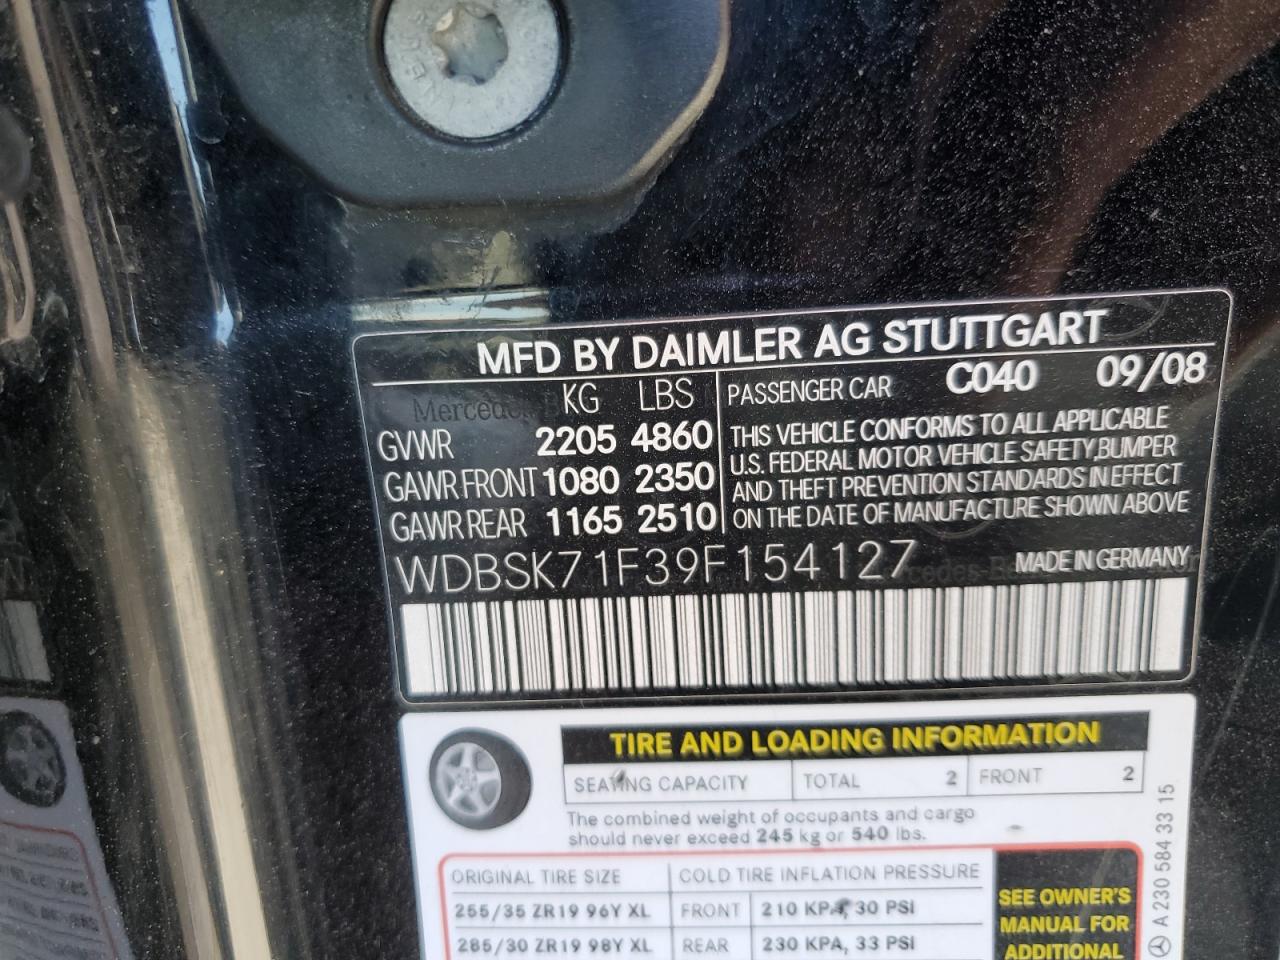 MFD BY DAIMLER AG STUTTGART
KG LBS
PASSENGER CAR C040 09/08
GVWR 2205 4860
GAWR FRONT 1080 2350
GAWR REAR 1165 2510
THIS VEHICLE CONFORMS TO ALL APPLICABLE
U.S. FEDERAL MOTOR VEHICLE SAFETY,BUMPER
AND THEFT PREVENTION STANDARDS IN EFFECT
ON THE DATE OF MANUFACTURE SHOWN ABOVE
WDBSK71F39F154127 MADE IN GERMANY
TIRE AND LOADING INFORMATION
SEATING CAPACITY TOTAL 2 FRONT 2
The combined weight of occupants and cargo
should never exceed 245 kg or 540 lbs.
ORIGINAL TIRE SIZE COLD TIRE INFLATION PRESSURE
255/35 ZR19 96Y XL FRONT 210 KPA, 30 PSI
285/30 ZR19 98Y XL REAR 230 KPA, 33 PSI
SEE OWNER'S
MANUAL FOR
ADDITIONAL
A 230 584 33 15